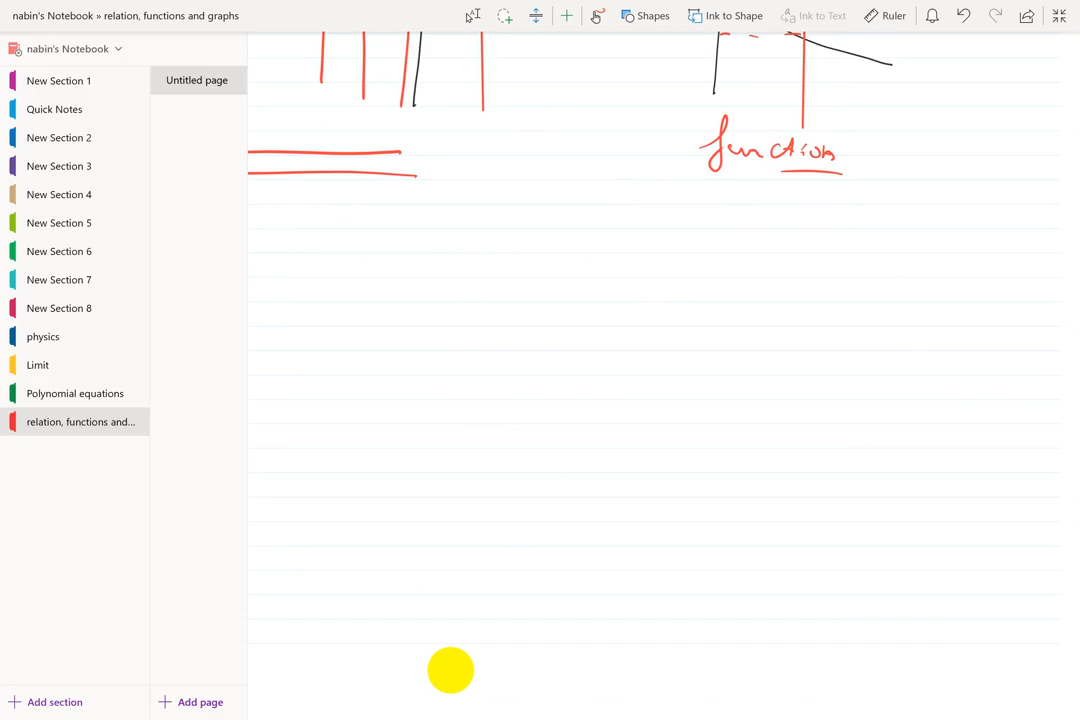 nabin's Notebook » relation, functions and graphs
Shapes
Ink to Shape
Ink to Text
Ruler
nabin's Notebook
New Section 1
Quick Notes
New Section 2
New Section 3
New Section 4
New Section 5
New Section 6
New Section 7
New Section 8
physics
Limit
Polynomial equations
relation, functions and...
Add section
Untitled page
Add page
function